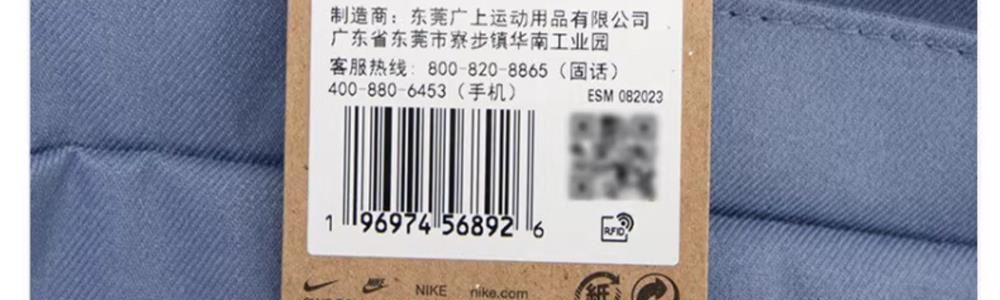 制造商：东莞广上运动用品有限公司
广东省东莞市寮步镇华南工业园
客服热线: 800-820-8865（固话）
400-880-6453（手机）
ESM 082023
1 96974 56892 6
RFID
NIKE nike.com
紙